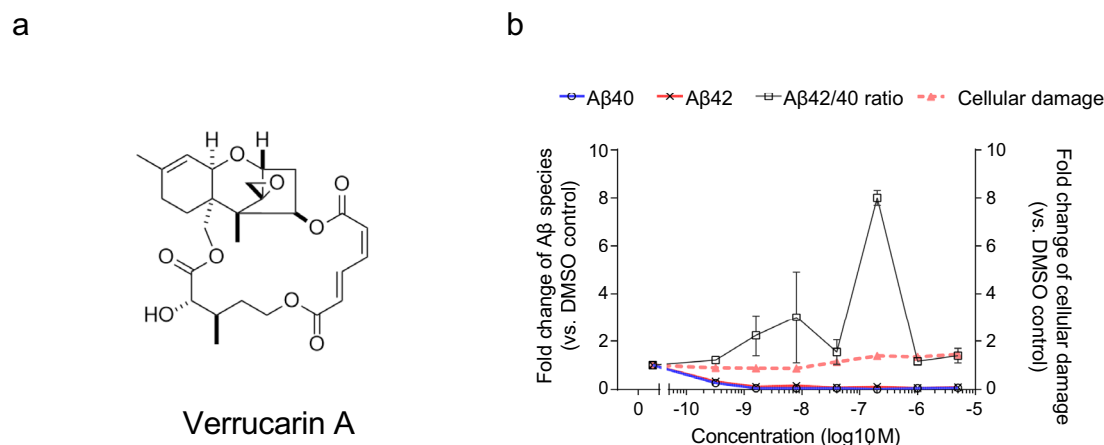 a
b
Aβ40 Aβ42 Aβ42/40 ratio Cellular damage
H H
O
O
O
O
O
O
HO
O
O
Verrucarin A
Fold change of Aβ species
(vs. DMSO control)
10
8
6
4
2
0
10
8
6
4
2
0
Fold change of cellular damage
(vs. DMSO control)
0 -10 -9 -8 -7 -6 -5
Concentration (log10,M)